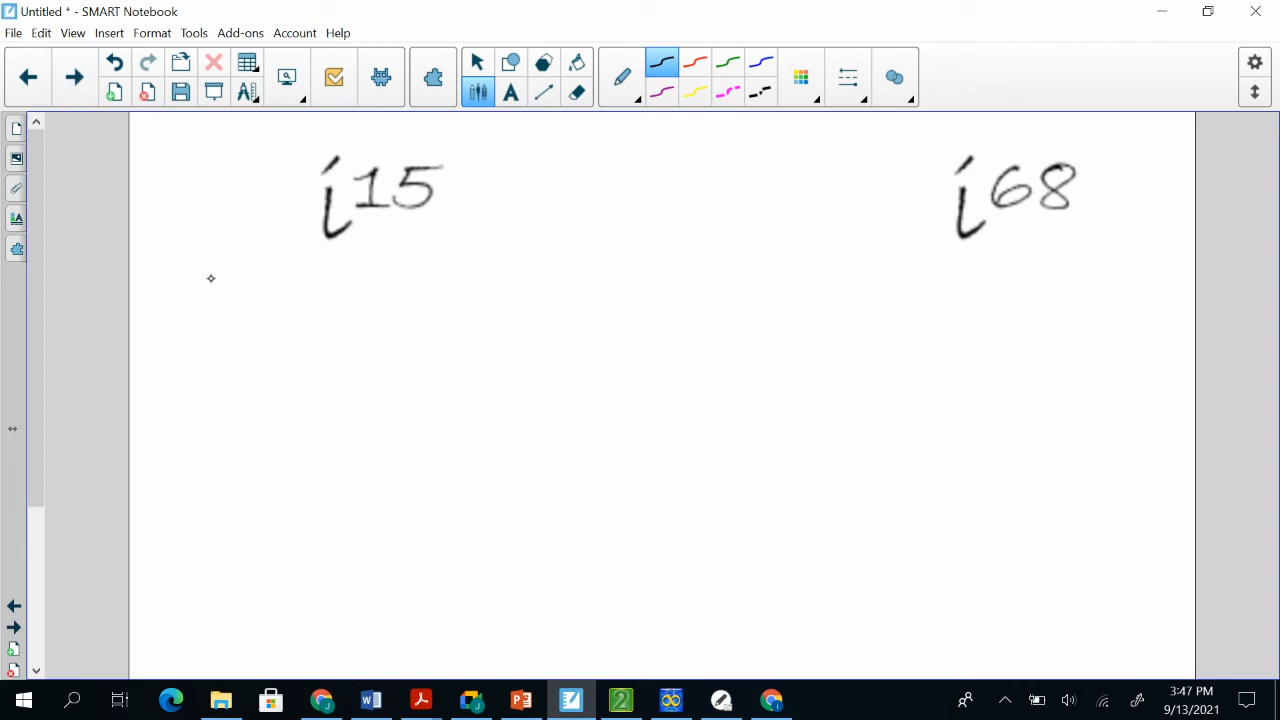 Untitled * - SMART Notebook
File Edit View Insert Format Tools Add-ons Account Help
i¹⁵ i⁶⁸
3:47 PM
9/13/2021